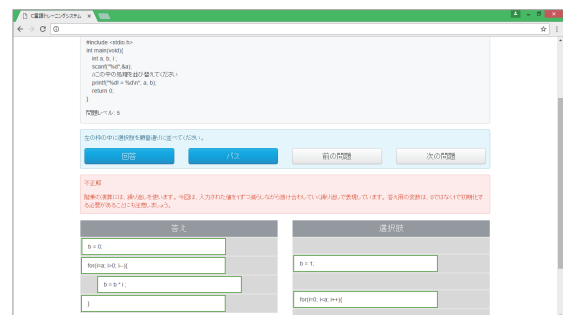 C言語トレーニングシステム
#include <stdio.h>
int main(void){
int a, b, i ;
scanf("%d",&a);
//この中の処理を並び替えてください
printf("%d! = %d\n", a, b);
return 0;
}
問題レベル: 5
左の枠の中に選択肢を順番通りに並べてください。
回答
パス
前の問題
次の問題
不正解
階乗の演算には、繰り返しを使います。今回は、入力された値を1ずつ減らしながら掛け合わせていく繰り返しで表現しています。答え用の変数は、0ではなく1で初期化す
る必要があることにも注意しましょう。
答え
選択肢
b = 0;
for(i=a; i>0; i--){
b = 1;
b = b * i ;
for(i=0; i<a; i++){
}